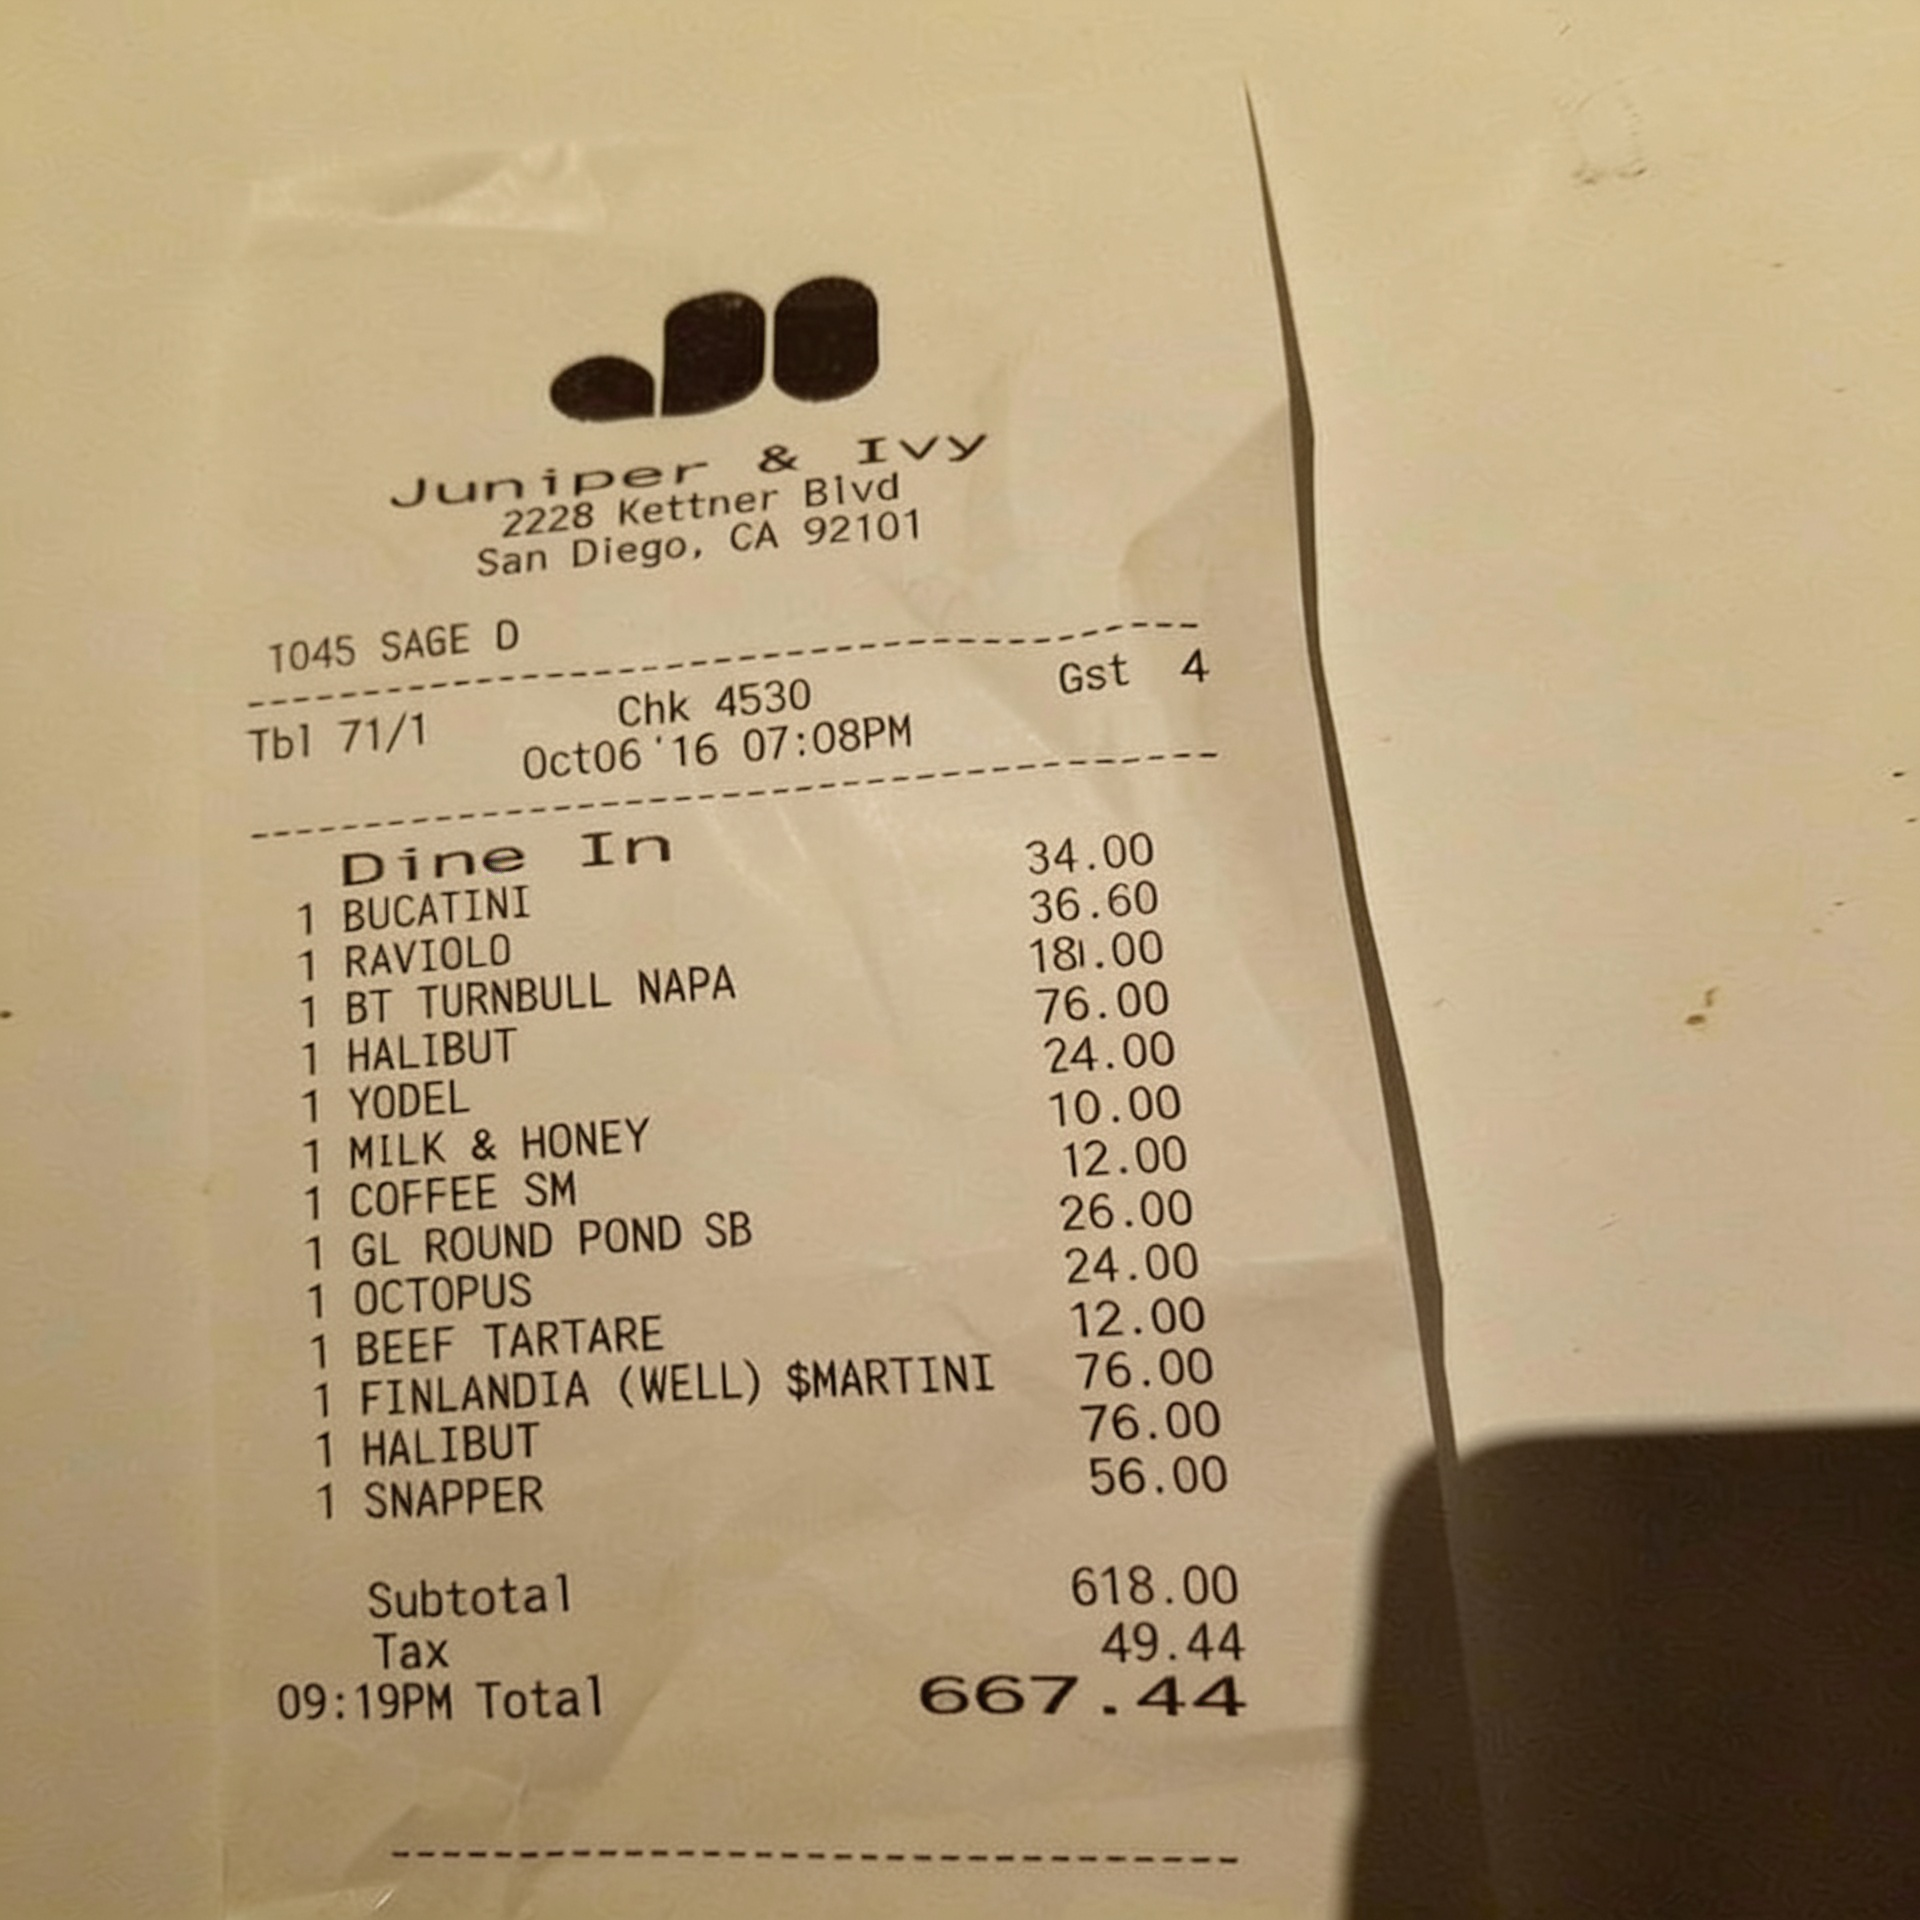 Juniper & Ivy
2228 Kettner Blvd
San Diego, CA 92101
1045 SAGE D
Tbl 71/1 Chk 4530 Gst 4
Oct06'16 07:08PM
Dine In
1 BUCATINI 34.00
1 RAVIOLO 36.60
1 BT TURNBULL NAPA
1 HALIBUT 76.00
1 YODEL 24.00
1 MILK & HONEY 10.00
1 COFFEE SM 12.00
1 GL ROUND POND SB 26.00
1 OCTOPUS 24.00
1 BEEF TARTARE 12.00
1 FINLANDIA (WELL) $MARTINI 76.00
1 HALIBUT 76.00
1 SNAPPER 56.00
Subtotal 618.00
Tax 49.44
09:19PM Total 667.44